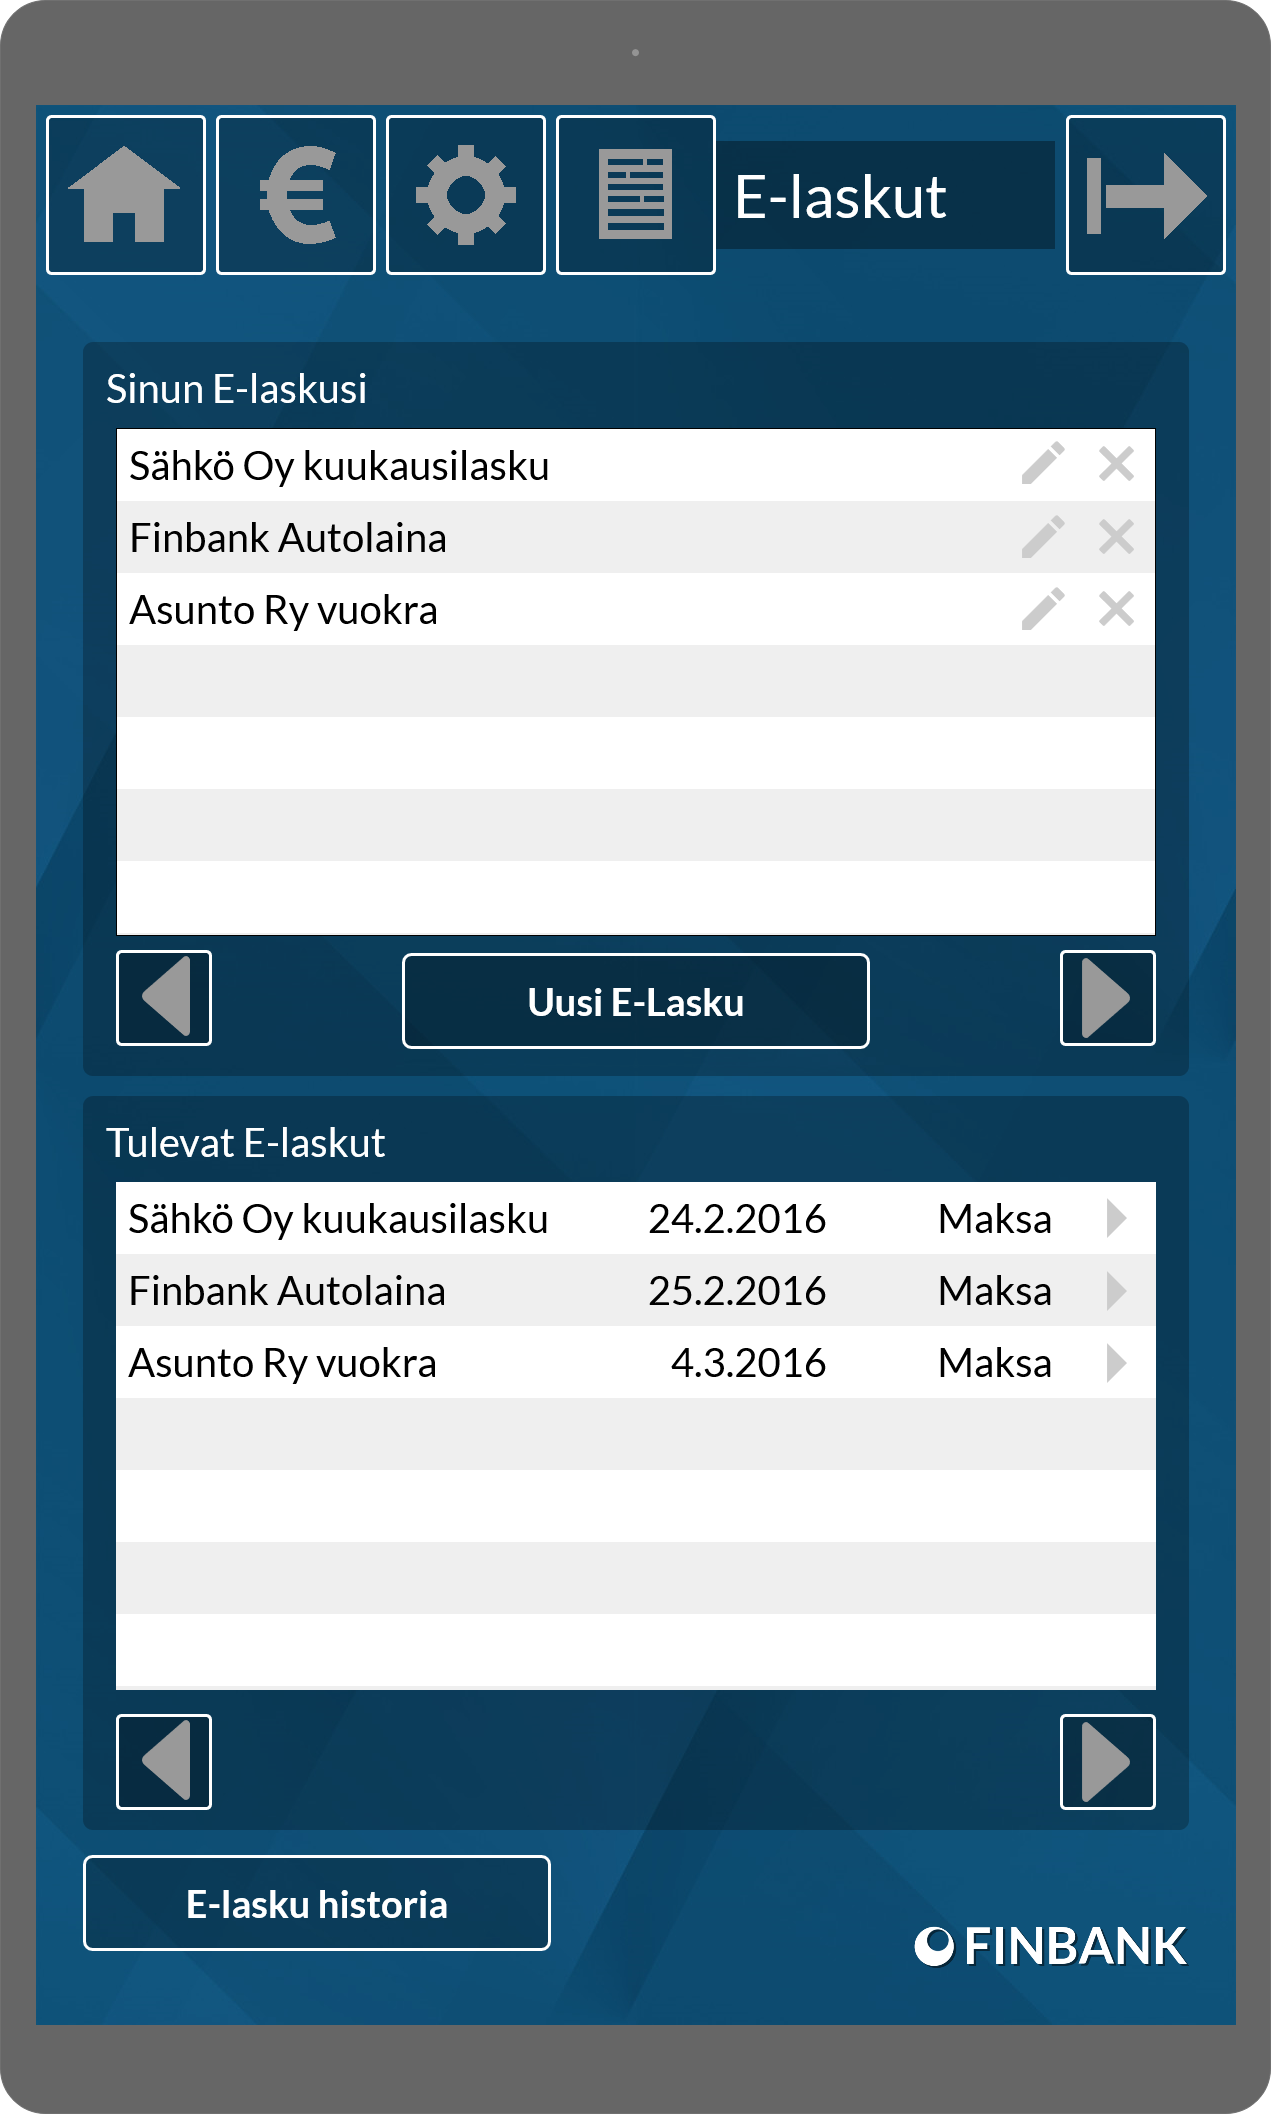 E-laskut
Sinun E-laskusi
Sähkö Oy kuukausilasku
Finbank Autolaina
Asunto Ry vuokra
Uusi E-Lasku
Tulevat E-laskut
Sähkö Oy kuukausilasku 24.2.2016 Maksa
Finbank Autolaina 25.2.2016 Maksa
Asunto Ry vuokra 4.3.2016 Maksa
E-lasku historia
FINBANK